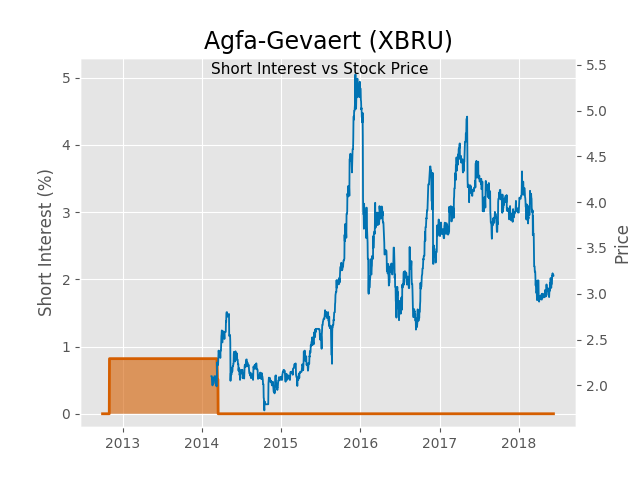 Agfa-Gevaert (XBRU)
Short Interest vs Stock Price
Short Interest (%)
5
4
3
2
1
0
5.5
5.0
4.5
4.0
3.5
3.0
2.5
2.0
Price
2013 2014 2015 2016 2017 2018